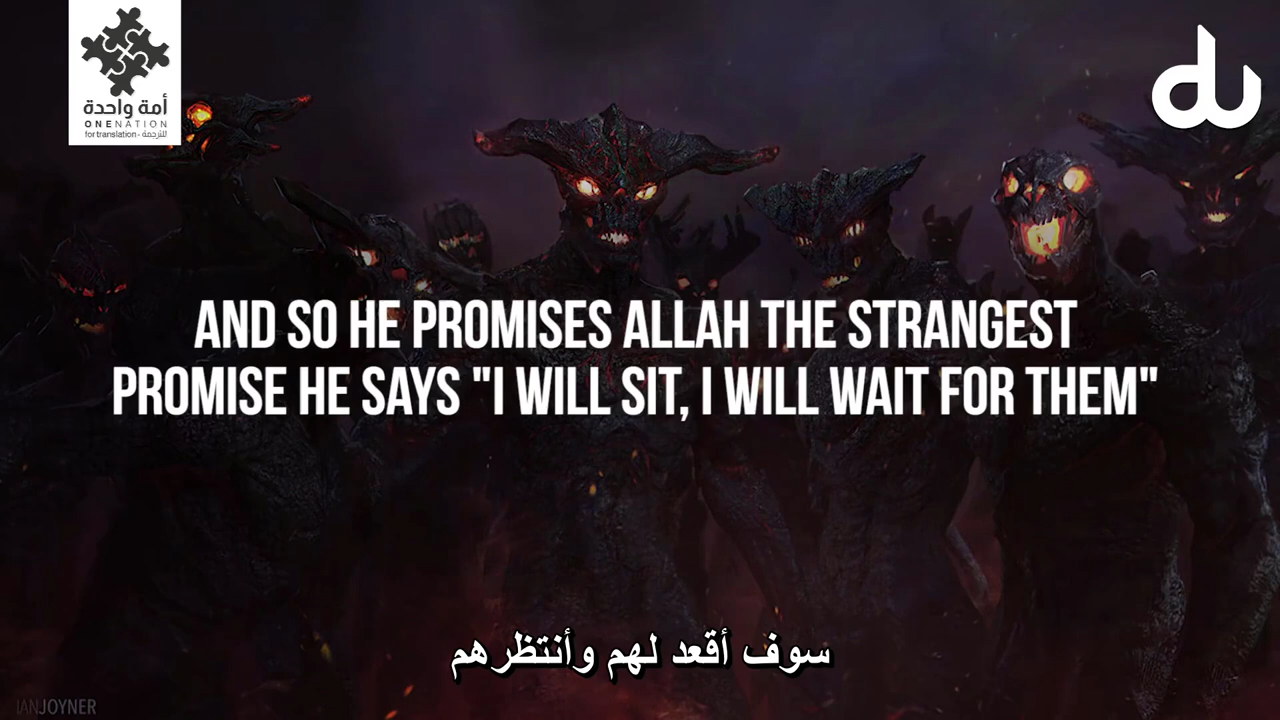 أمة واحدة
ONENATION
for translation - للترجمة
du
AND SO HE PROMISES ALLAH THE STRANGEST
PROMISE HE SAYS "I WILL SIT, I WILL WAIT FOR THEM"
سوف أقعد لهم وأنتظرهم
IANJOYNER